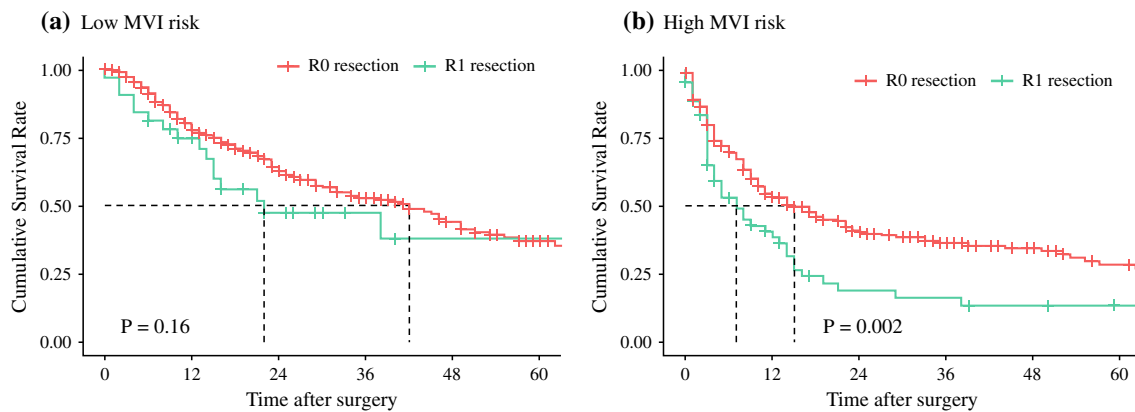 (a) Low MVI risk
R0 resection R1 resection
Cumulative Survival Rate
1.00
0.75
0.50
0.25
0.00
P = 0.16
0 12 24 36 48 60
Time after surgery
(b) High MVI risk
R0 resection R1 resection
Cumulative Survival Rate
1.00
0.75
0.50
0.25
0.00
P = 0.002
0 12 24 36 48 60
Time after surgery